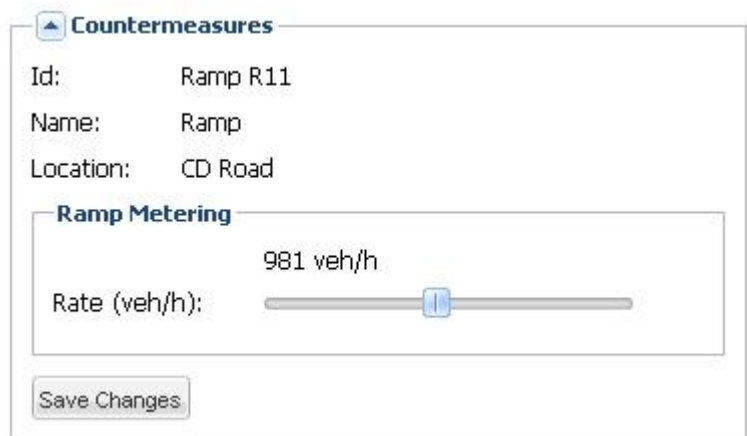 Countermeasures
Id: Ramp R11
Name: Ramp
Location: CD Road
Ramp Metering
981 veh/h
Rate (veh/h):
Save Changes